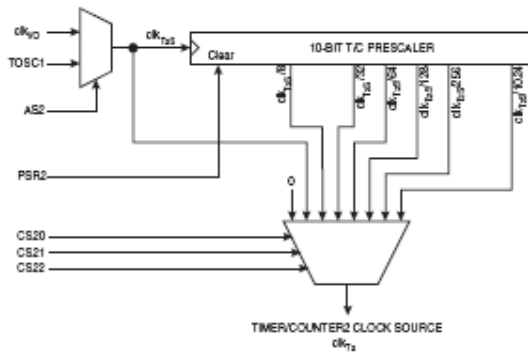 clkI/O
clkT2S
10-BIT T/C PRESCALER
TOSC1
Clear
AS2
clkT2S/8
clkT2S/32
clkT2S/64
clkT2S/128
clkT2S/256
clkT2S/1024
PSR2
0
CS20
CS21
CS22
TIMER/COUNTER2 CLOCK SOURCE
clkT2